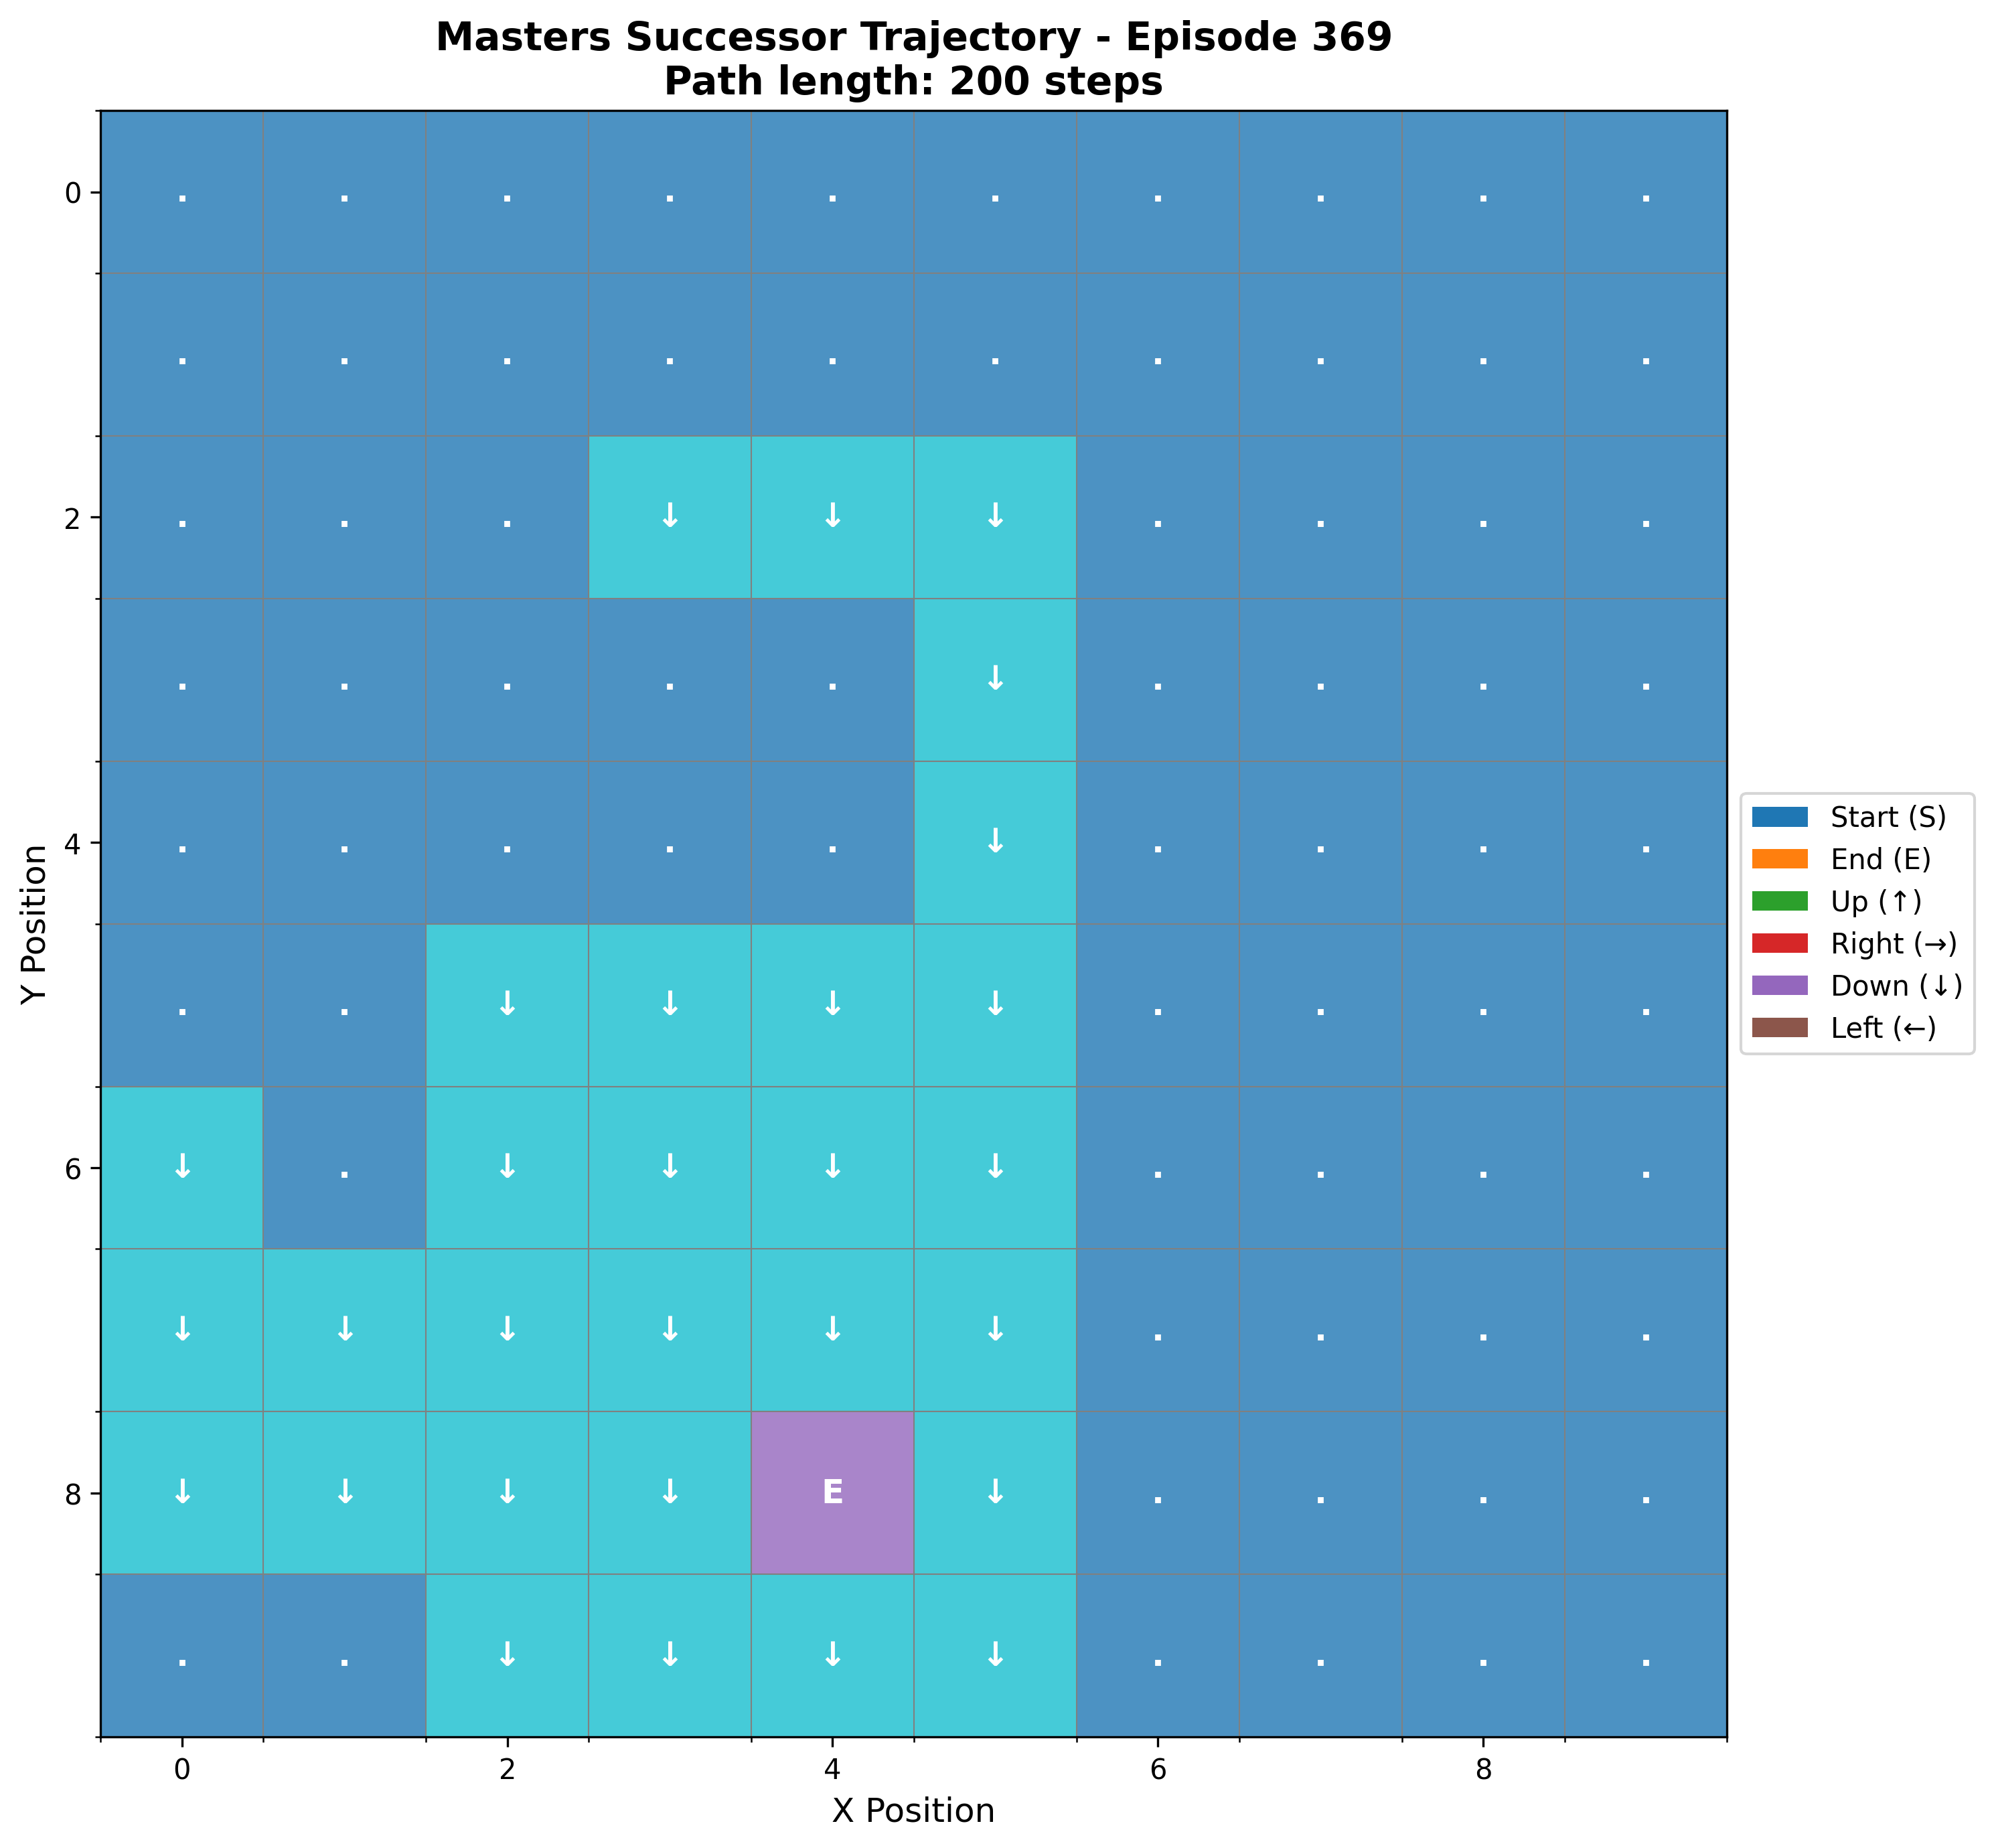 Masters Successor Trajectory - Episode 369
Path length: 200 steps
0 . . . . . . . . . .
. . . . . . . . . .
2 . . . ↓ ↓ ↓ . . . .
. . . . . ↓ . . . .
4 . . . . . ↓ . . . .
. . ↓ ↓ ↓ ↓ . . . .
6 ↓ . ↓ ↓ ↓ ↓ . . . .
↓ ↓ ↓ ↓ ↓ ↓ . . . .
8 ↓ ↓ ↓ ↓ E ↓ . . . .
. . ↓ ↓ ↓ ↓ . . . .
0 2 4 6 8
X Position
Y Position
Start (S)
End (E)
Up (↑)
Right (→)
Down (↓)
Left (←)